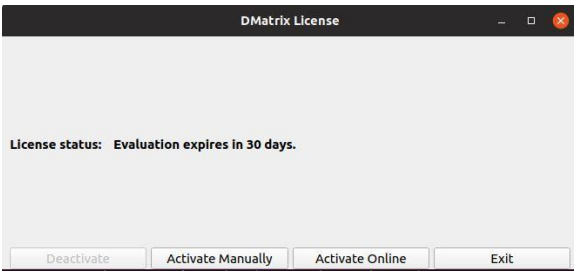 DMatrix License
License status: Evaluation expires in 30 days.
Deactivate Activate Manually Activate Online Exit